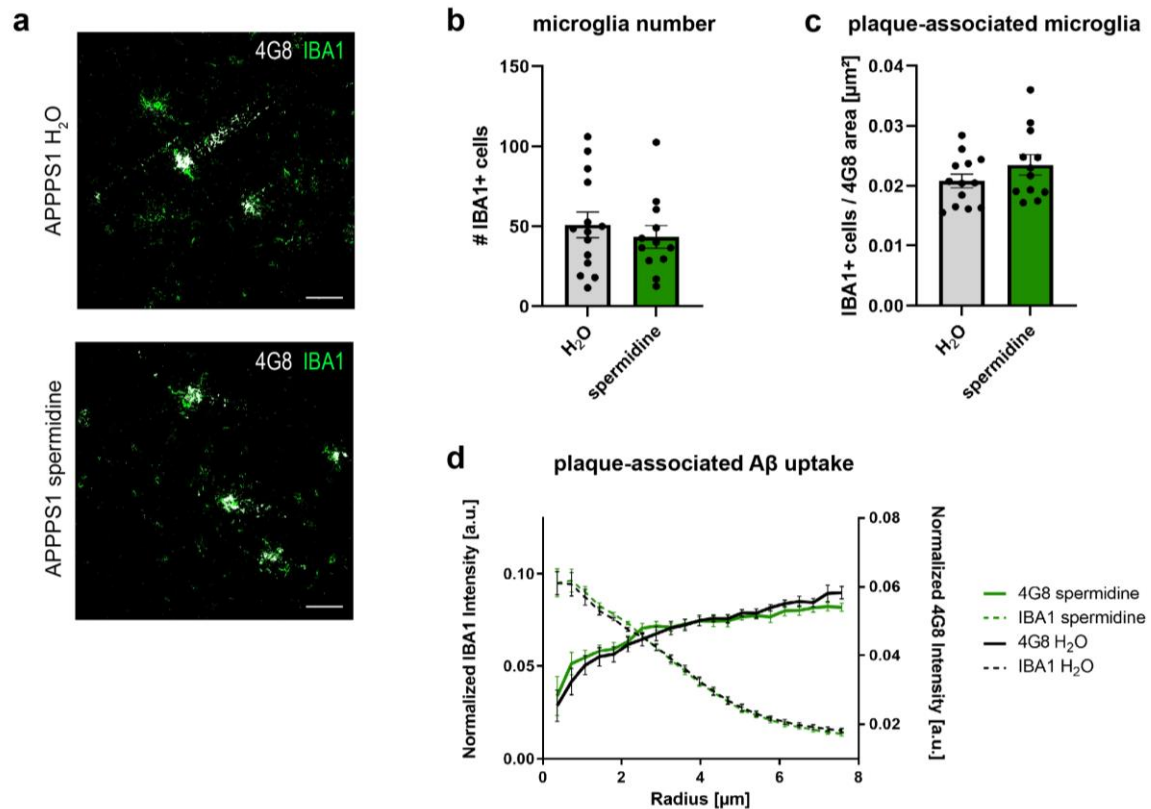 a
4G8 IBA1
APPPS1 H₂O
4G8 IBA1
APPPS1 spermidine
b
microglia number
# IBA1+ cells
150
100
50
0
H₂O
spermidine
c
plaque-associated microglia
IBA1+ cells / 4G8 area [µm²]
0.04
0.03
0.02
0.01
0.00
H₂O
spermidine
d
plaque-associated Aβ uptake
Normalized IBA1 Intensity [a.u.]
0.10
0.05
0.00
0 2 4 6 8
Radius [µm]
0.08
0.06
0.04
0.02
Normalized 4G8 Intensity [a.u.]
4G8 spermidine
IBA1 spermidine
4G8 H₂O
IBA1 H₂O